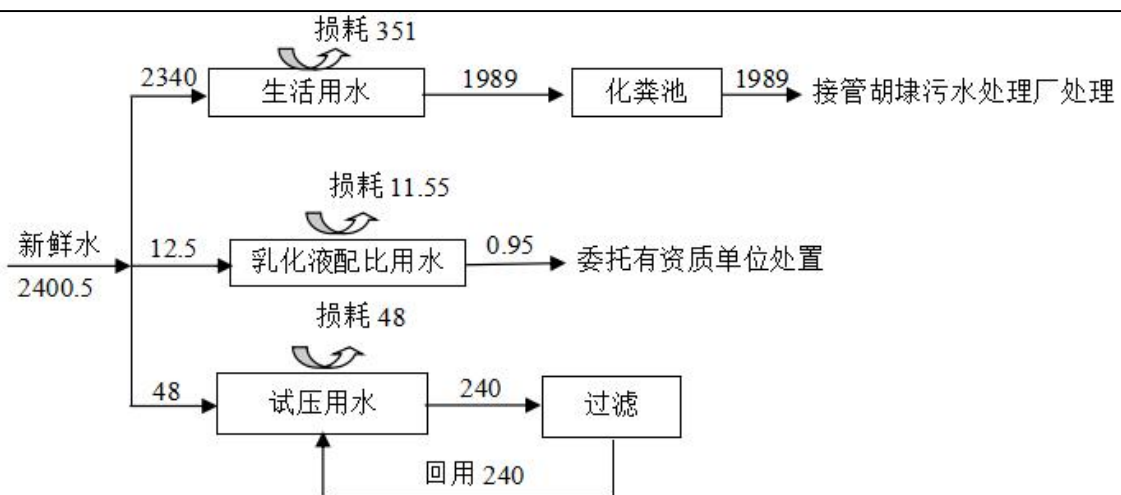 损耗 351
2340
生活用水
1989
化粪池
1989
接管胡埭污水处理厂处理
损耗 11.55
新鲜水
2400.5
12.5
乳化液配比用水
0.95
委托有资质单位处置
损耗 48
48
试压用水
240
过滤
回用 240